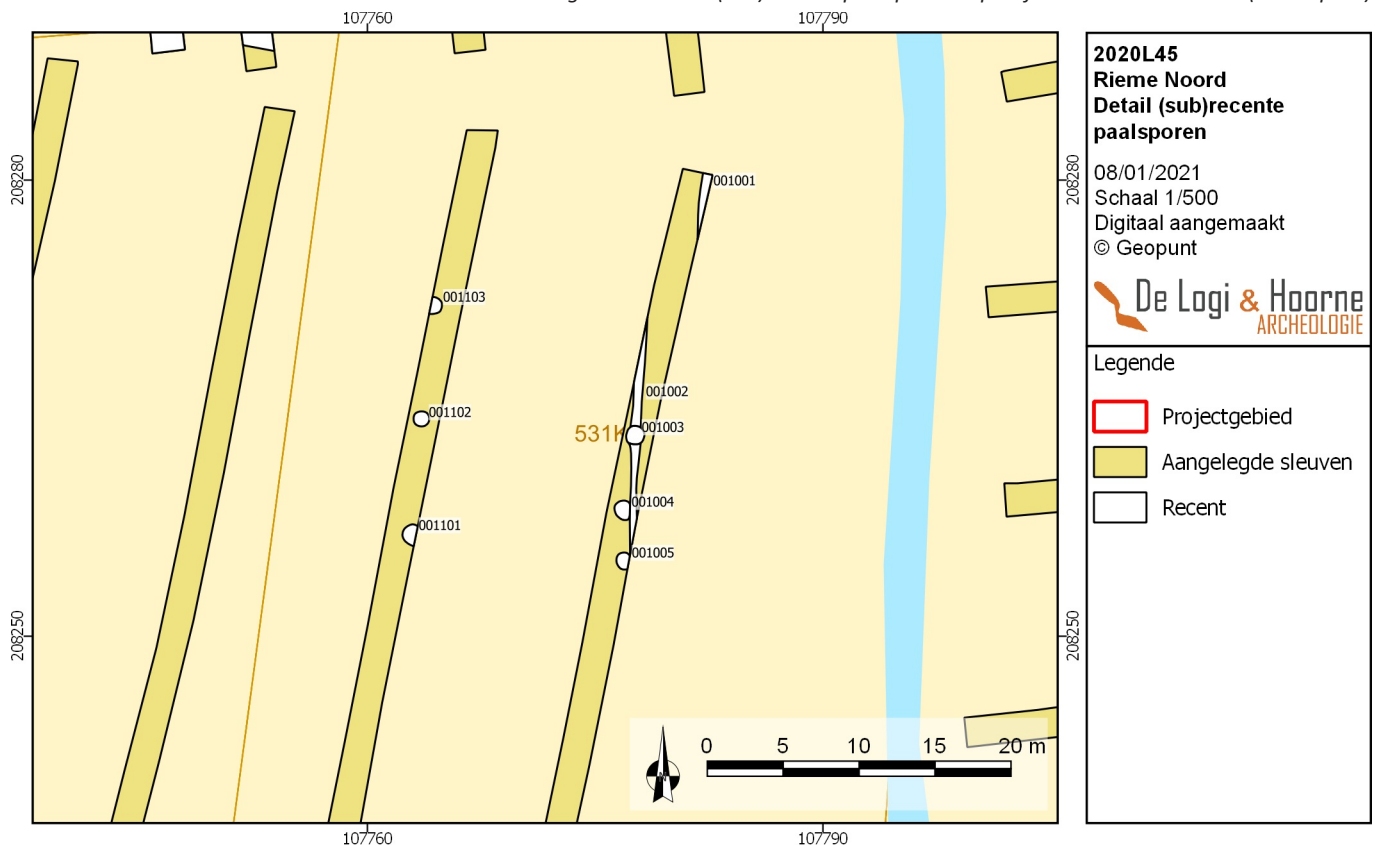 107760
107790
208280
208280
001001
001103
001002
001102
001003
531K
001004
001101
001005
208250
208250
0 5 10 15 20 m
N
107760
107790
2020L45
Rieme Noord
Detail (sub)recente
paalsporen
08/01/2021
Schaal 1/500
Digitaal aangemaakt
© Geopunt
De Logi & Hoorne
ARCHEOLOGIE
Legende
Projectgebied
Aangelegde sleuven
Recent